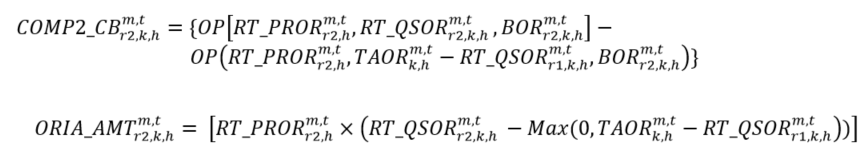 COMP2_CB^{m,t}_{r2,k,h} = {OP[RT_PROR^{m,t}_{r2,h}, RT_QSOR^{m,t}_{r2,k,h}, BOR^{m,t}_{r2,k,h}] −
OP(RT_PROR^{m,t}_{r2,h}, TAOR^{m,t}_{k,h} − RT_QSOR^{m,t}_{r1,k,h}, BOR^{m,t}_{r2,k,h})}
ORIA_AMT^{m,t}_{r2,k,h} = [RT_PROR^{m,t}_{r2,h} × (RT_QSOR^{m,t}_{r2,k,h} − Max(0, TAOR^{m,t}_{k,h} − RT_QSOR^{m,t}_{r1,k,h}))]